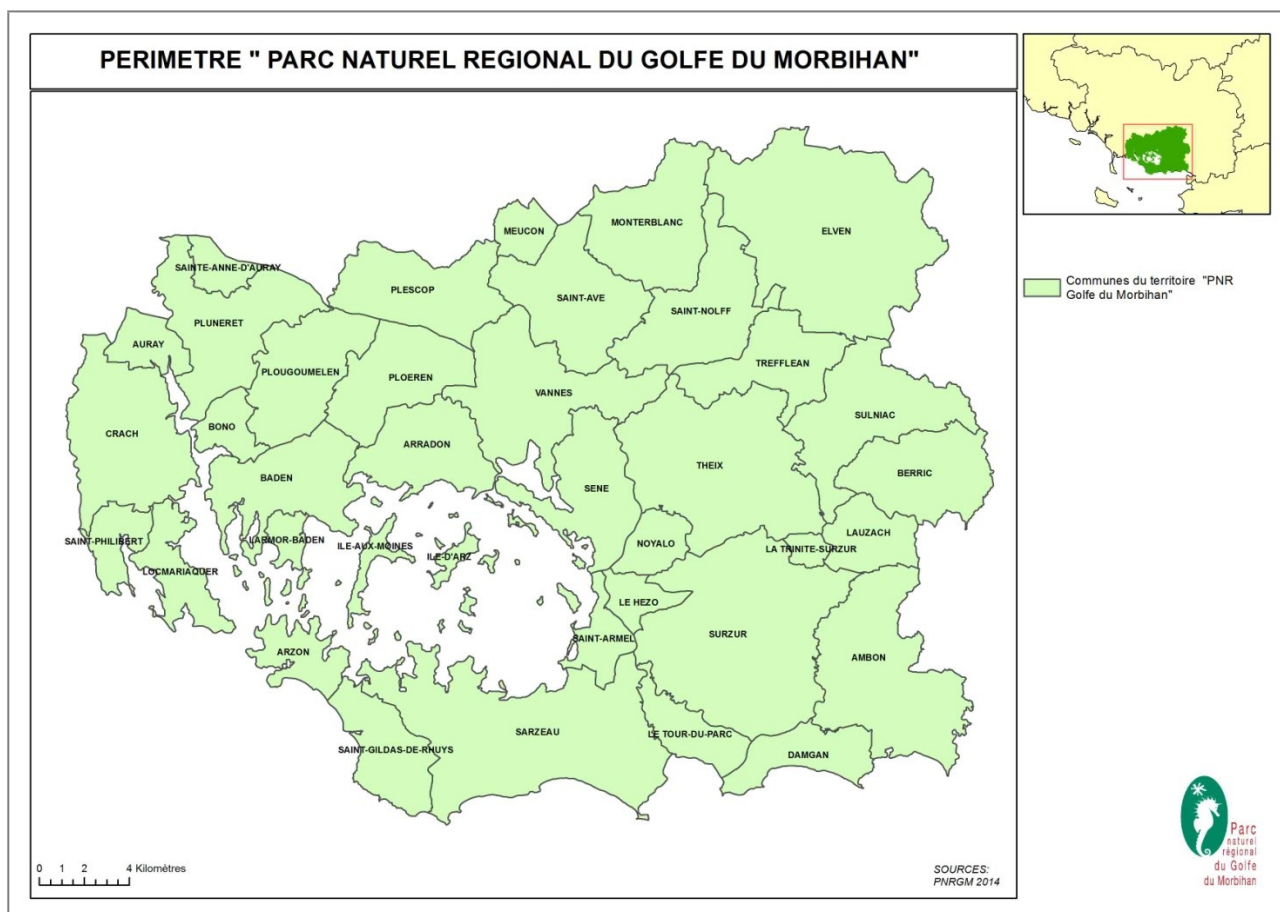 PERIMETRE " PARC NATUREL REGIONAL DU GOLFE DU MORBIHAN"
MEUCON
MONTERBLANC
ELVEN
SAINTE-ANNE-D'AURAY
PLESCOP
SAINT-AVE
SAINT-NOLFF
PLUNERET
AURAY
PLOUGOUMELEN
PLOEREN
VANNES
TREFFLEAN
SULNIAC
CRACH
BONO
ARRADON
BADEN
SENE
THEIX
BERRIC
SAINT-PHILIBERT
LARMOR-BADEN
ILE-AUX-MOINES
ILE-D'ARZ
NOYALO
LA TRINITE-SURZUR
LAUZACH
LOCMARIAQUER
LE HEZO
SAINT-ARMEL
SURZUR
ARZON
AMBON
SARZEAU
SAINT-GILDAS-DE-RHUYS
LE TOUR-DU-PARC
DAMGAN
0 1 2 4 Kilomètres
SOURCES:
PNRGM 2014
Communes du territoire "PNR
Golfe du Morbihan"
Parc
naturel
régional
du Golfe
du Morbihan